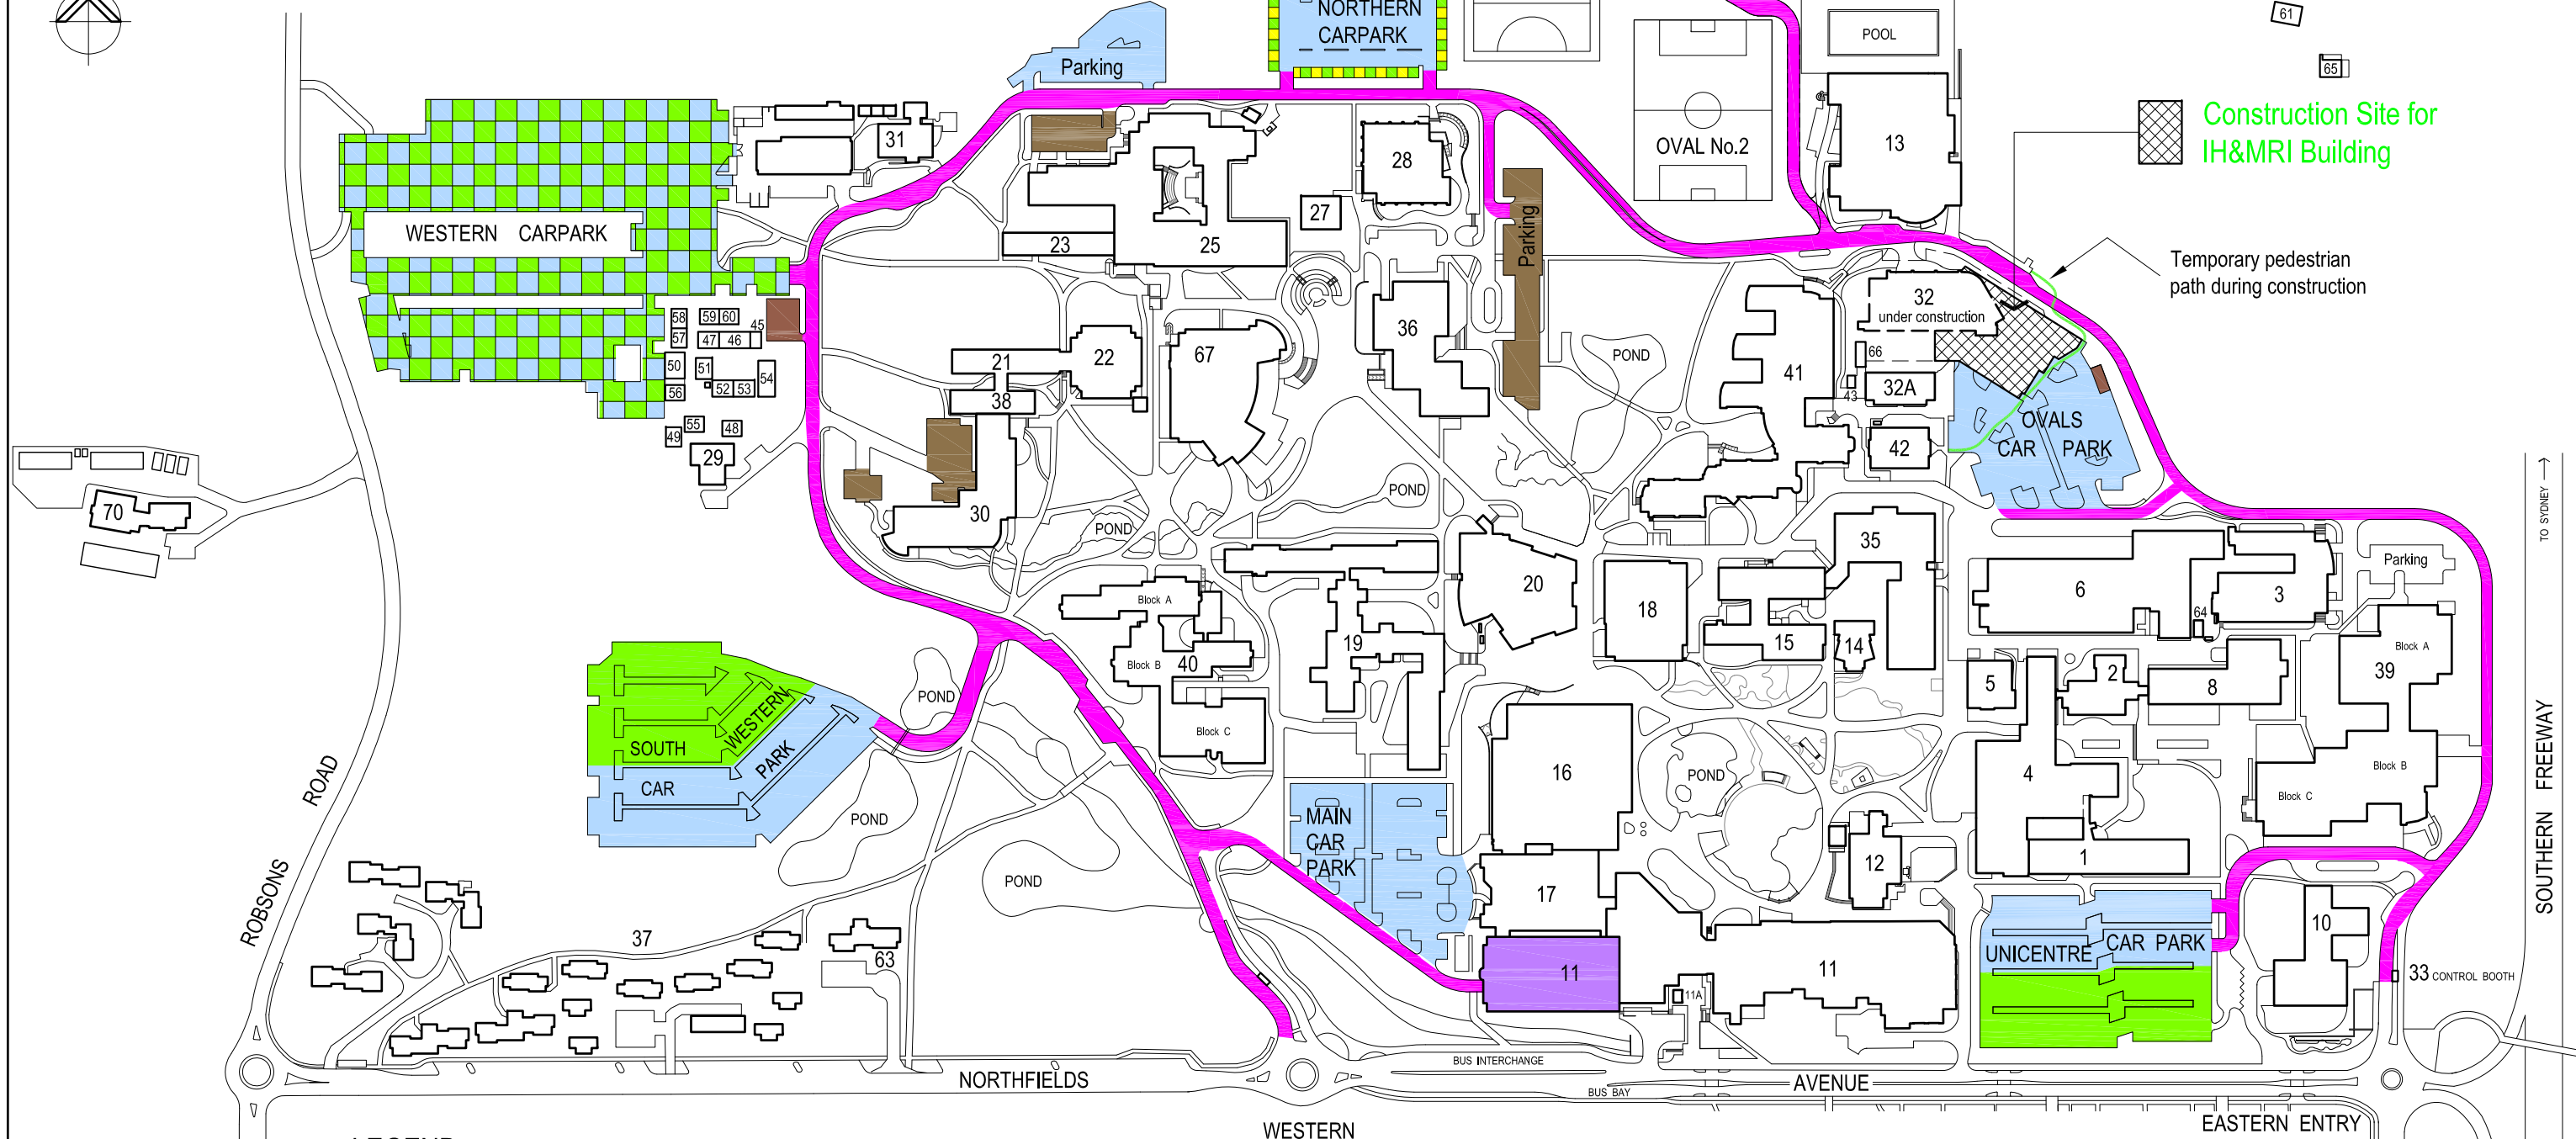 NORTHERN
CARPARK
61
POOL
Parking
65
Construction Site for
IH&MRI Building
31
28
OVAL No.2
13
WESTERN CARPARK
27
23
25
Parking
Temporary pedestrian
path during construction
58
59
60
45
57
47
46
50
51
54
56
52
53
55
48
49
29
21
22
38
67
36
POND
32
under construction
66
41
43
32A
42
OVALS
CAR PARK
70
30
POND
POND
35
TO SYDNEY
Parking
Block A
20
18
6
3
64
19
15
14
Block B
40
Block A
39
5
2
8
POND
WESTERN
SOUTH
PARK
CAR
Block C
16
POND
4
Block B
Block C
SOUTHERN FREEWAY
ROBSONS ROAD
POND
MAIN
CAR
PARK
POND
12
1
17
10
37
63
UNICENTRE CAR PARK
11
11
11A
33 CONTROL BOOTH
BUS INTERCHANGE
NORTHFIELDS AVENUE
BUS BAY
EASTERN ENTRY
WESTERN